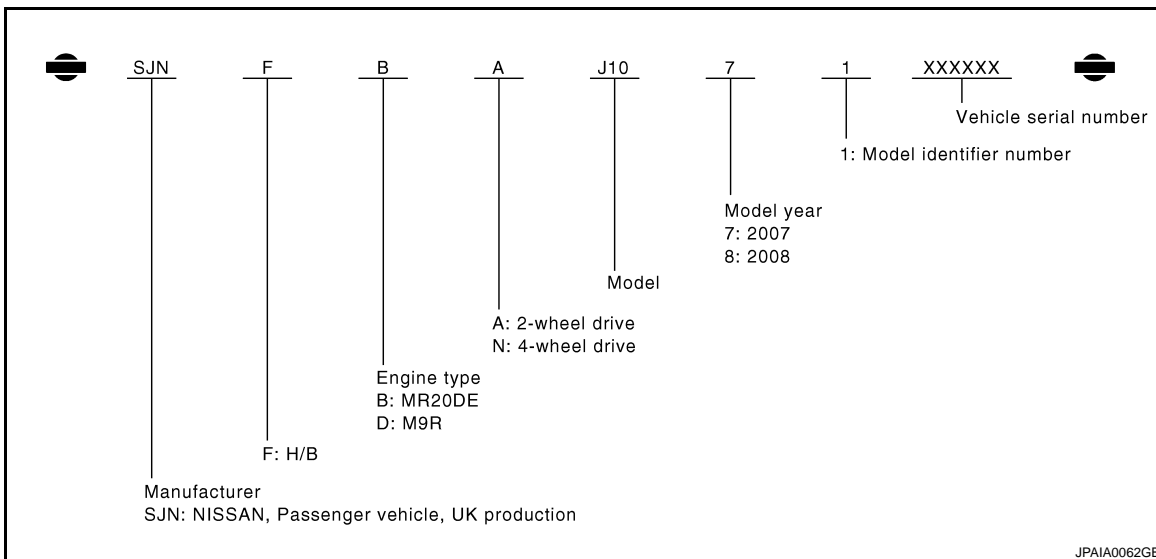 SJN F B A J10 7 1 XXXXXX
Vehicle serial number
1: Model identifier number
Model year
7: 2007
8: 2008
Model
A: 2-wheel drive
N: 4-wheel drive
Engine type
B: MR20DE
D: M9R
F: H/B
Manufacturer
SJN: NISSAN, Passenger vehicle, UK production
JPAIA0062GB